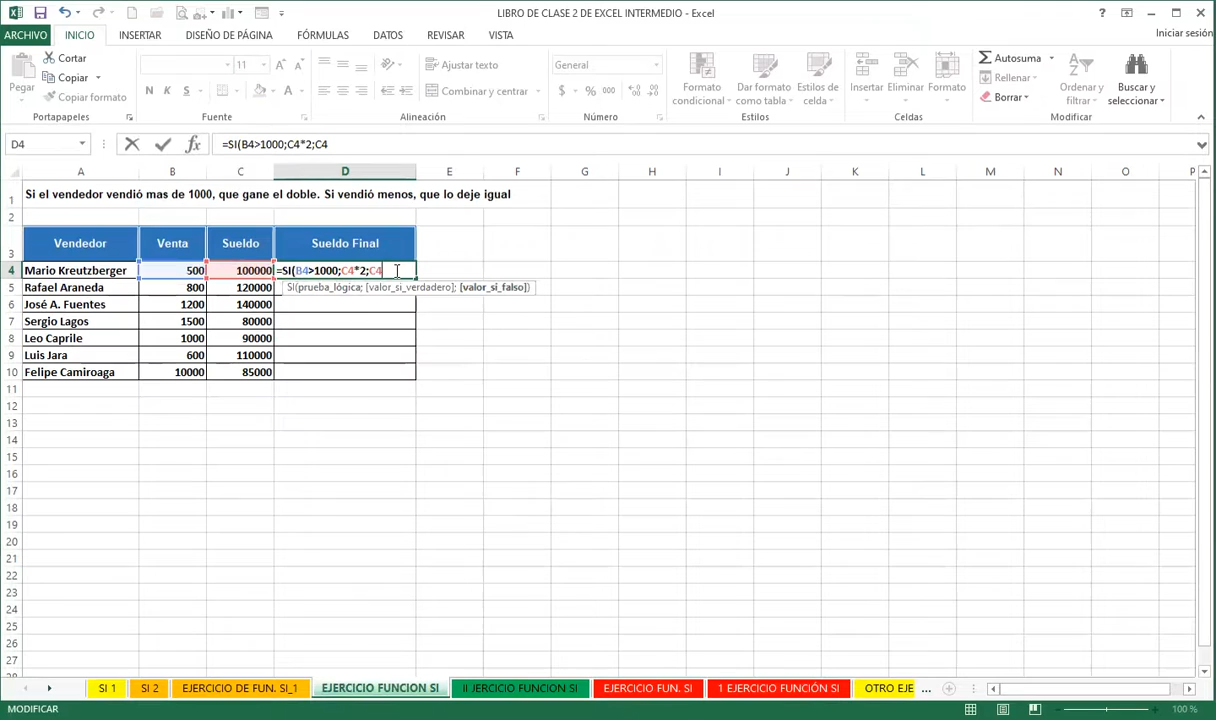 LIBRO DE CLASE 2 DE EXCEL INTERMEDIO - Excel
ARCHIVO INICIO INSERTAR DISEÑO DE PÁGINA FÓRMULAS DATOS REVISAR VISTA Iniciar sesión
Pegar
Cortar
Copiar
Copiar formato
Portapapeles
11
N K S
Fuente
Ajustar texto
Combinar y centrar
Alineación
General
$ % 000
Número
Formato condicional
Dar formato como tabla
Estilos de celda
Estilos
Insertar Eliminar Formato
Celdas
Autosuma
Rellenar
Borrar
Ordenar y filtrar
Buscar y seleccionar
Modificar
D4 fx =SI(B4>1000;C4*2;C4
A B C D E F G H I J K L M N O P
1 Si el vendedor vendió mas de 1000, que gane el doble. Si vendió menos, que lo deje igual
2
3 Vendedor Venta Sueldo Sueldo Final
4 Mario Kreutzberger 500 100000 =SI(B4>1000;C4*2;C4
SI(prueba_lógica; [valor_si_verdadero]; [valor_si_falso])
5 Rafael Araneda 800 120000
6 José A. Fuentes 1200 140000
7 Sergio Lagos 1500 80000
8 Leo Caprile 1000 90000
9 Luis Jara 600 110000
10 Felipe Camiroaga 10000 85000
11
12
13
14
15
16
17
18
19
20
21
22
23
24
25
26
27
SI 1 SI 2 EJERCICIO DE FUN. SI_1 EJERCICIO FUNCION SI II JERCICIO FUNCION SI EJERCICIO FUN. SI 1 EJERCICIO FUNCIÓN SI OTRO EJE ...
MODIFICAR 100 %